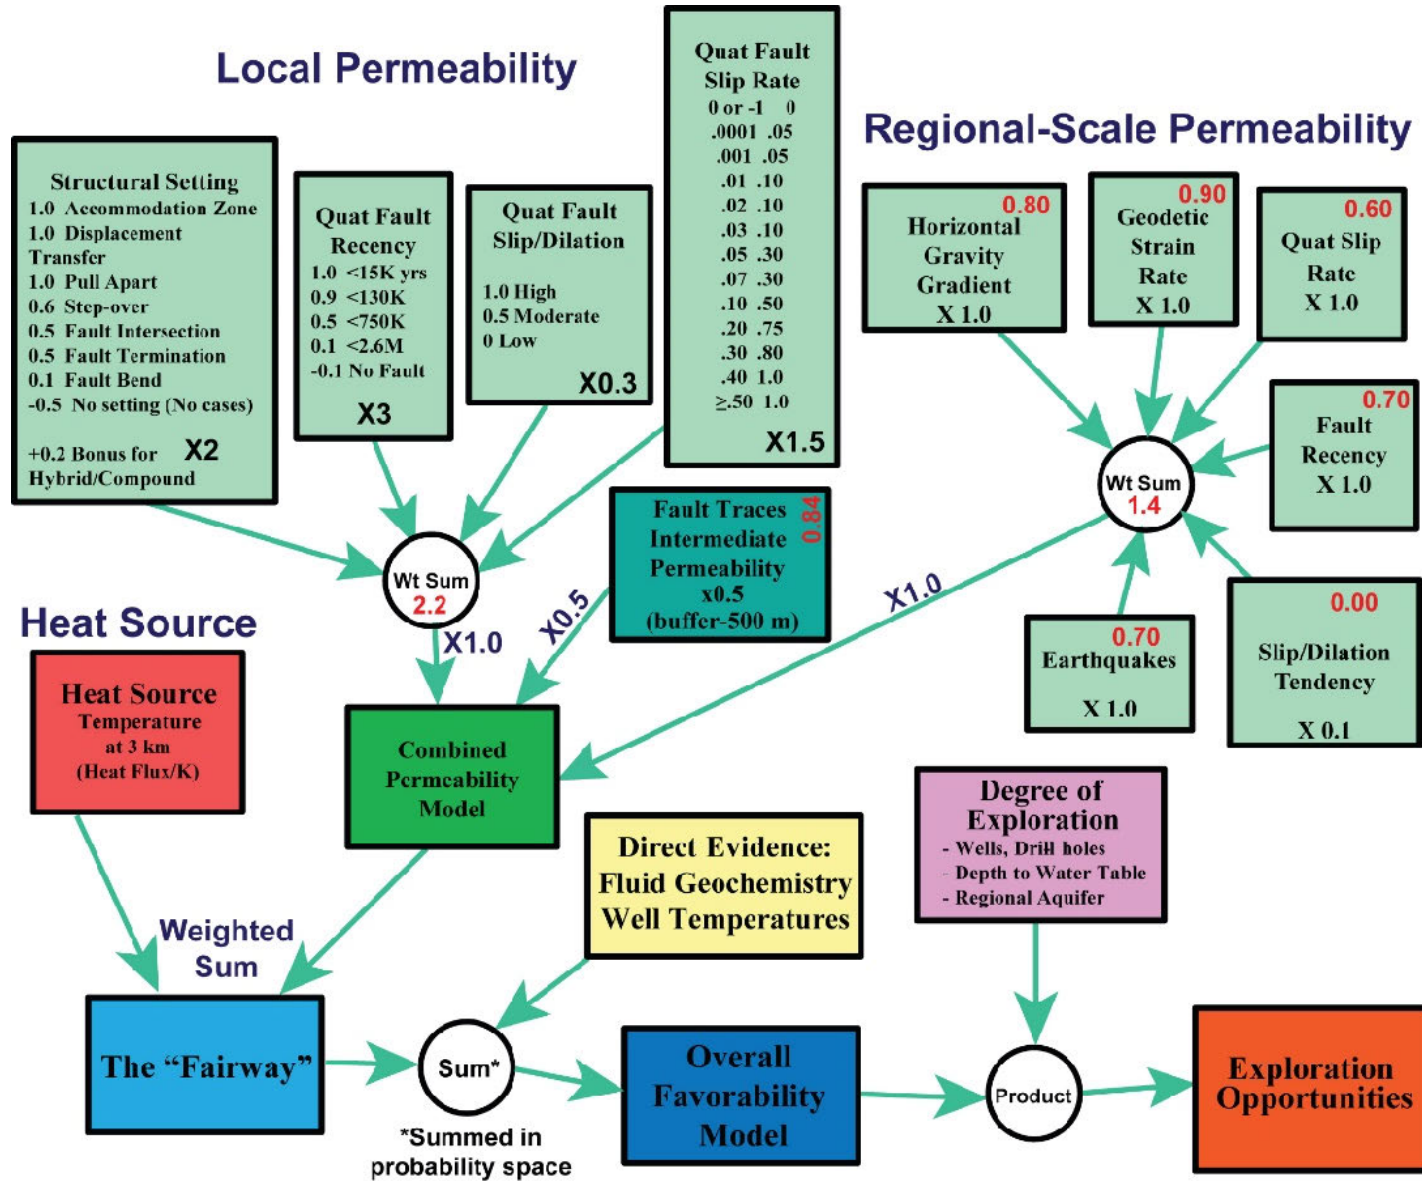 Local Permeability
Structural Setting
1.0 Accommodation Zone
1.0 Displacement
Transfer
1.0 Pull Apart
0.6 Step-over
0.5 Fault Intersection
0.5 Fault Termination
0.1 Fault Bend
-0.5 No setting (No cases)
+0.2 Bonus for
Hybrid/Compound
X2
Quat Fault
Recency
1.0 <15K yrs
0.9 <130K
0.5 <750K
0.1 <2.6M
-0.1 No Fault
X3
Quat Fault
Slip/Dilation
1.0 High
0.5 Moderate
0 Low
X0.3
Quat Fault
Slip Rate
0 or -1 0
.0001 .05
.001 .05
.01 .10
.02 .10
.03 .10
.05 .30
.07 .30
.10 .50
.20 .75
.30 .80
.40 1.0
≥.50 1.0
X1.5
Regional-Scale Permeability
0.80
Horizontal
Gravity
Gradient
X 1.0
0.90
Geodetic
Strain
Rate
X 1.0
0.60
Quat Slip
Rate
X 1.0
0.70
Fault
Recency
X 1.0
Wt Sum
1.4
0.70
Earthquakes
X 1.0
0.00
Slip/Dilation
Tendency
X 0.1
Wt Sum
2.2
X1.0
Fault Traces
Intermediate
Permeability
x0.5
(buffer-500 m)
0.84
X0.5
X1.0
Heat Source
Heat Source
Temperature
at 3 km
(Heat Flux/K)
Combined
Permeability
Model
Weighted
Sum
The “Fairway”
Direct Evidence:
Fluid Geochemistry
Well Temperatures
Sum*
*Summed in
probability space
Overall
Favorability
Model
Degree of
Exploration
- Wells, Drill holes
- Depth to Water Table
- Regional Aquifer
Product
Exploration
Opportunities